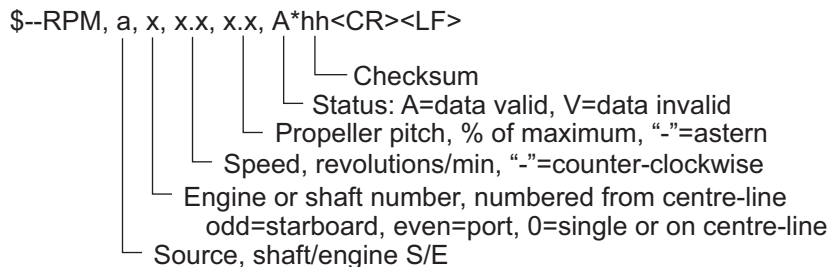 $--RPM, a, x, x.x, x.x, A*hh<CR><LF>
Checksum
Status: A=data valid, V=data invalid
Propeller pitch, % of maximum, “-”=astern
Speed, revolutions/min, “-”=counter-clockwise
Engine or shaft number, numbered from centre-line
odd=starboard, even=port, 0=single or on centre-line
Source, shaft/engine S/E